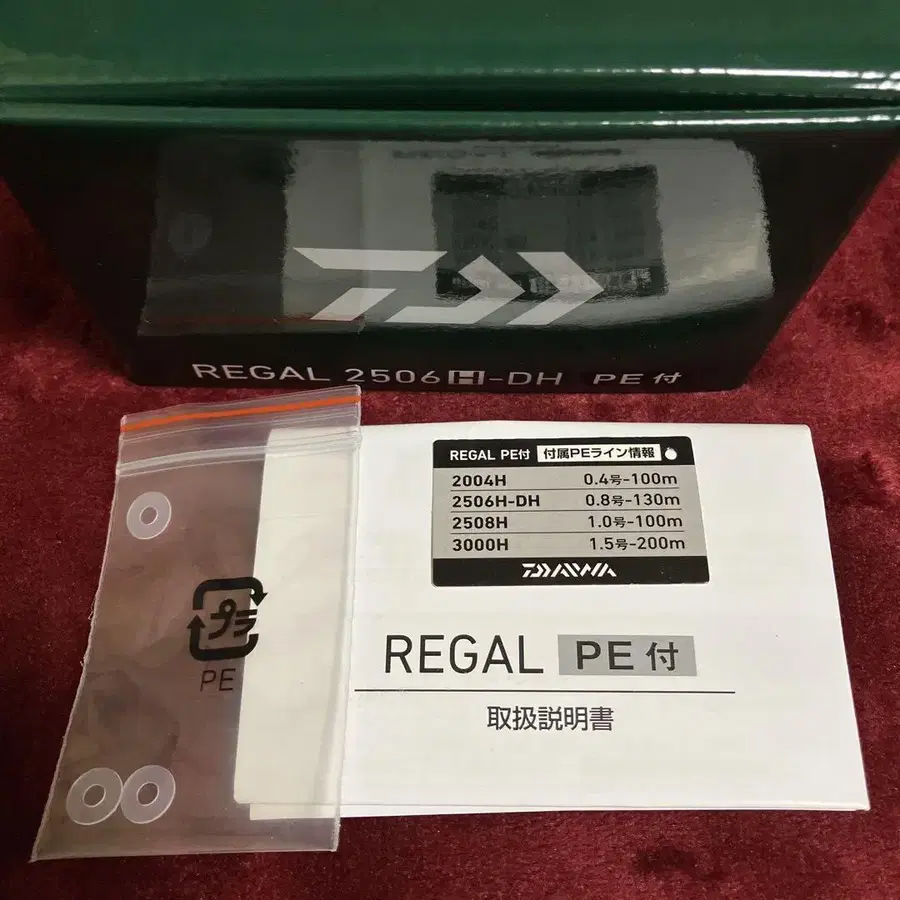 REGAL 2506H-DH PE付
REGAL PE付 付属PEライン情報
2004H 0.4号-100m
2506H-DH 0.8号-130m
2508H 1.0号-100m
3000H 1.5号-200m
DAIWA
REGAL PE付
取扱説明書
プラ
PE